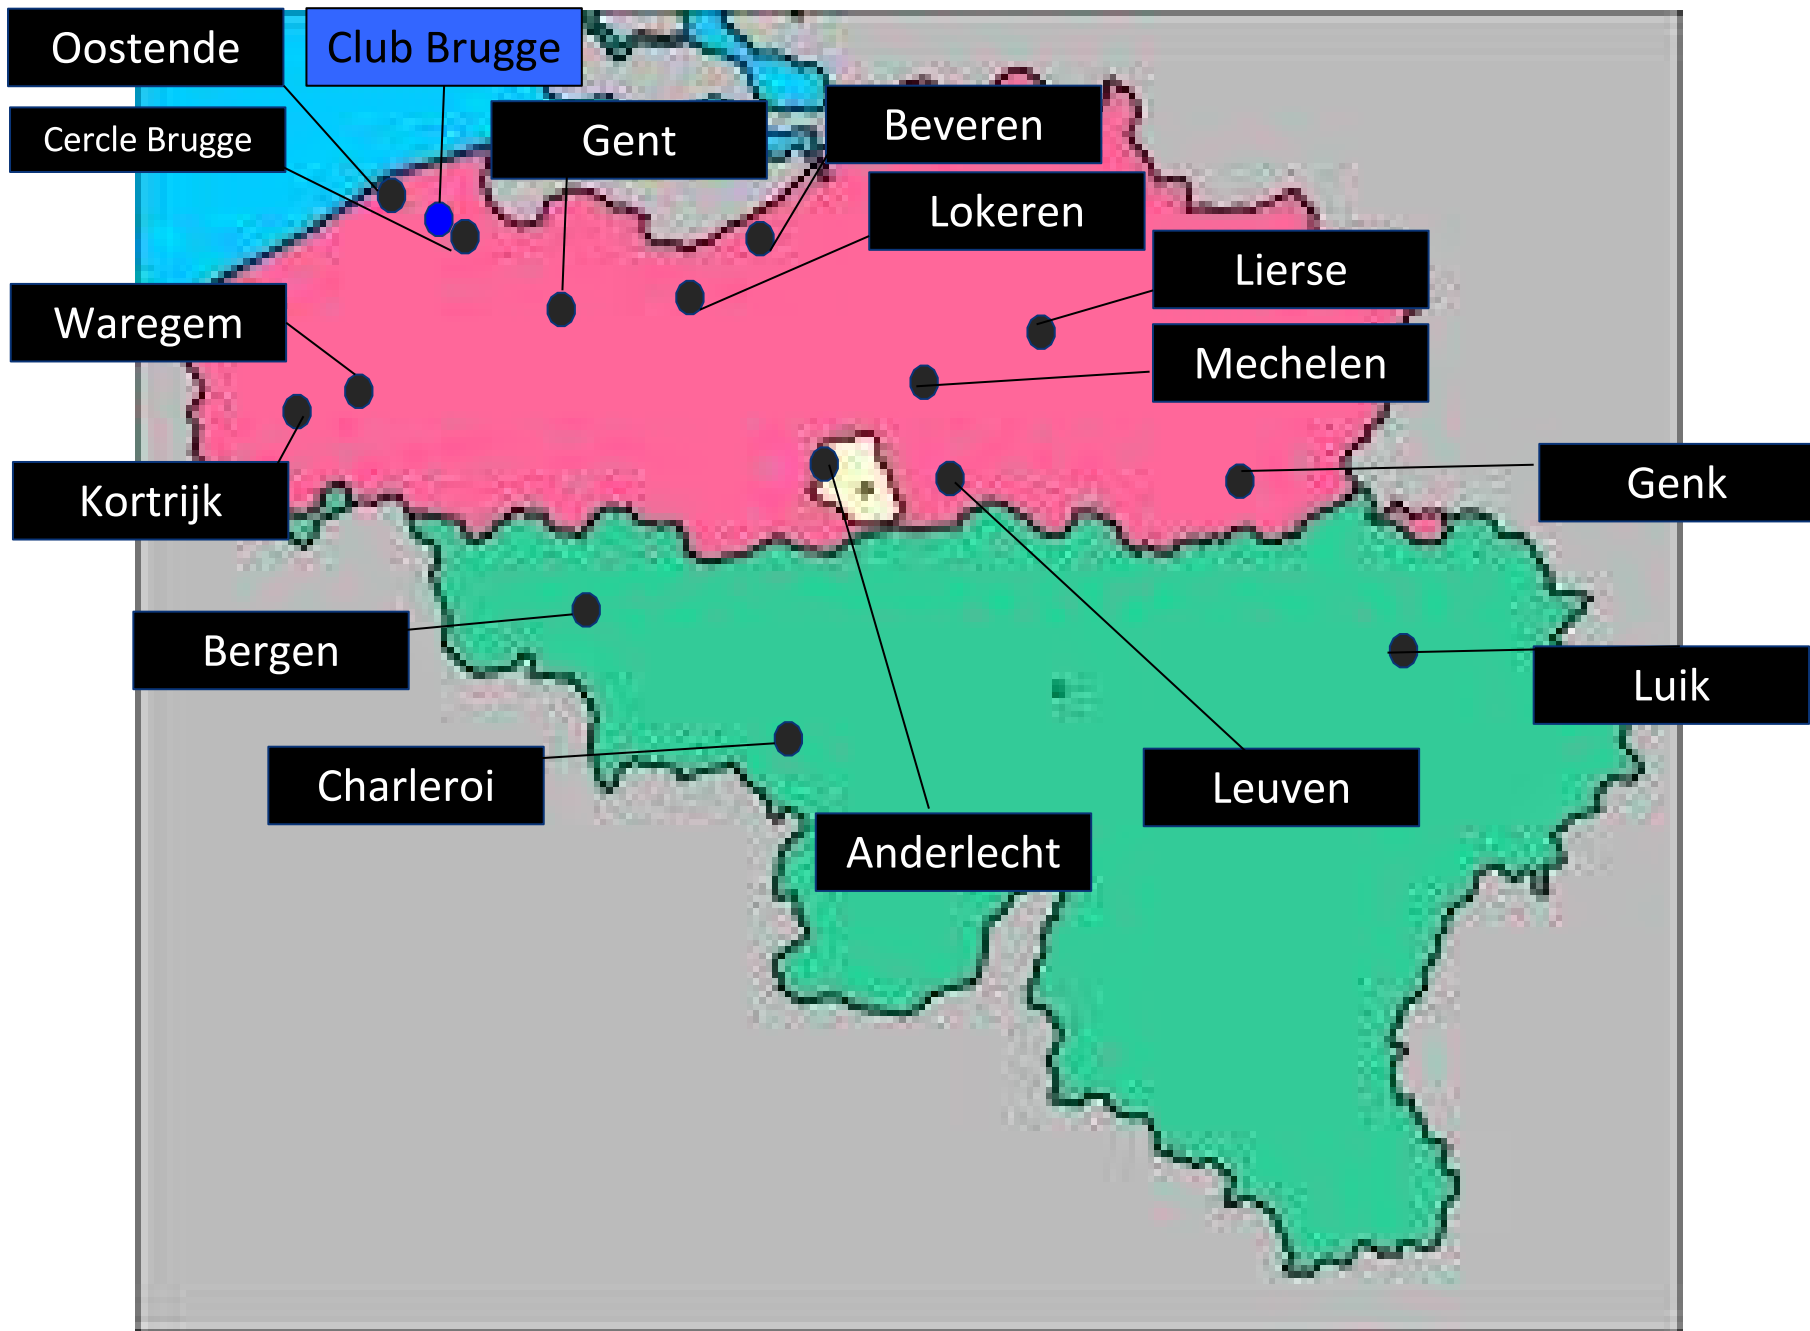 Oostende
Club Brugge
Cercle Brugge
Gent
Beveren
Lokeren
Lierse
Waregem
Mechelen
Kortrijk
Genk
Bergen
Luik
Charleroi
Leuven
Anderlecht